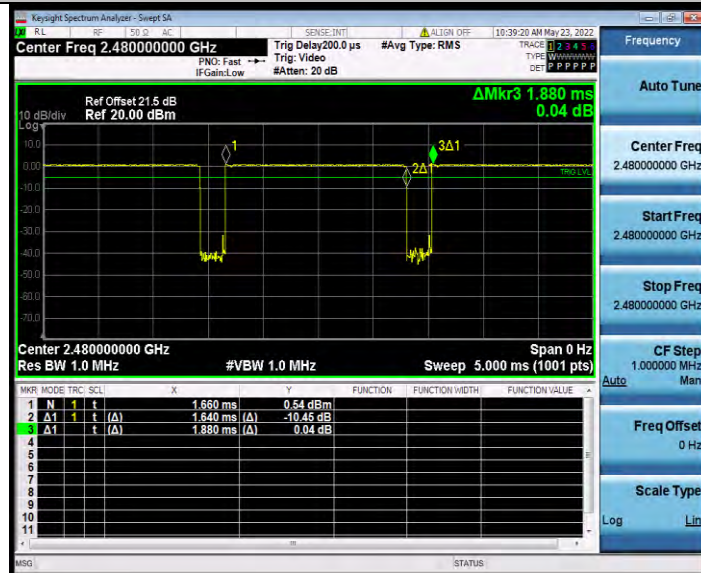 Keysight Spectrum Analyzer - Swept SA
RL RF 50 Ω AC SENSE:INT ALIGN OFF 10:39:20 AM May 23, 2022
Center Freq 2.480000000 GHz
PNO: Fast
IFGain:Low
Trig Delay200.0 µs
Trig: Video
#Atten: 20 dB
#Avg Type: RMS
TRACE 1 2 3 4 5 6
TYPE WWWWWW
DET P P P P P P
ΔMkr3 1.880 ms
0.04 dB
Ref Offset 21.5 dB
10 dB/div Ref 20.00 dBm
Log
10.0
0.00
-10.0
-20.0
-30.0
-40.0
-50.0
-60.0
-70.0
1
2Δ1
3Δ1
TRIG LVL
Center 2.480000000 GHz Span 0 Hz
Res BW 1.0 MHz #VBW 1.0 MHz Sweep 5.000 ms (1001 pts)
MKR MODE TRC SCL X Y FUNCTION FUNCTION WIDTH FUNCTION VALUE
1 N 1 t 1.660 ms 0.54 dBm
2 Δ1 1 t (Δ) 1.640 ms (Δ) -10.45 dB
3 Δ1 t (Δ) 1.880 ms (Δ) 0.04 dB
4
5
6
7
8
9
10
11
MSG STATUS
Frequency
Auto Tune
Center Freq
2.480000000 GHz
Start Freq
2.480000000 GHz
Stop Freq
2.480000000 GHz
CF Step
1.000000 MHz
Auto Man
Freq Offset
0 Hz
Scale Type
Log Lin